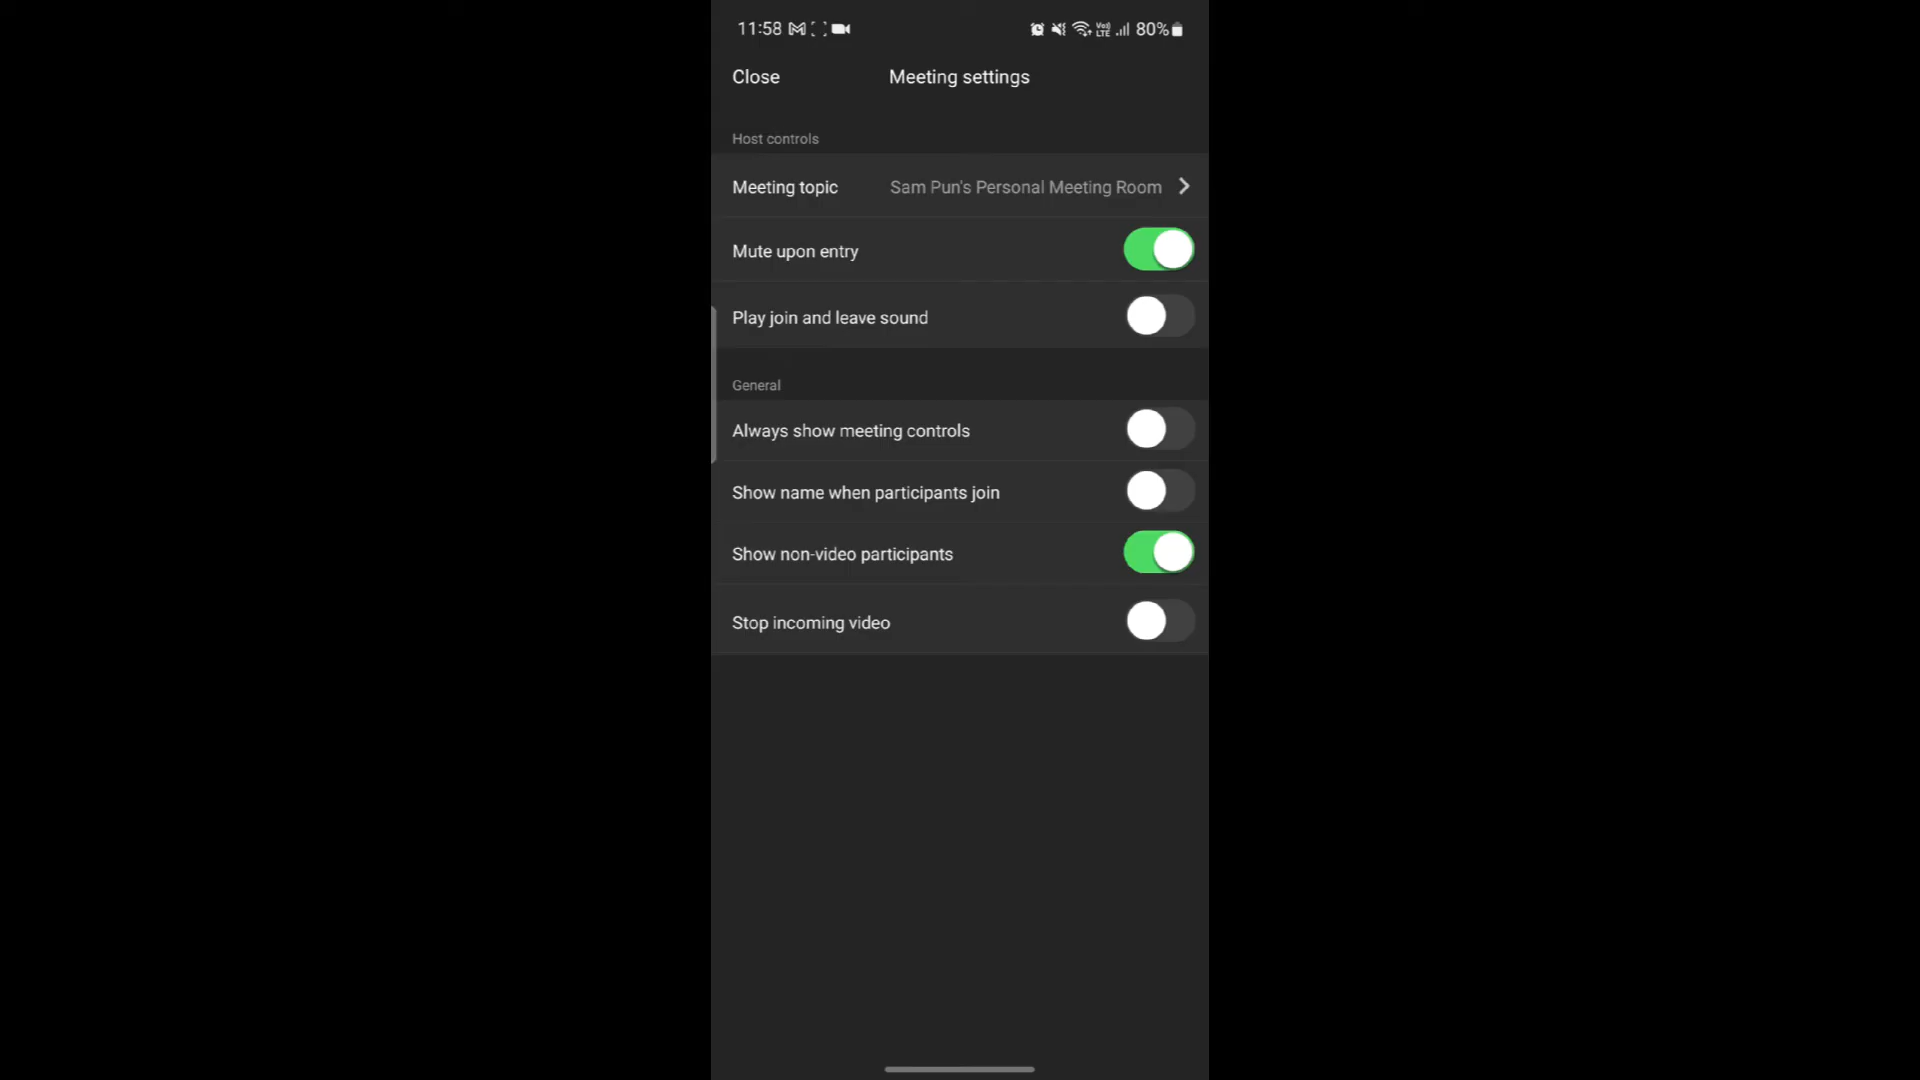 11:58 80%
Close Meeting settings
Host controls
Meeting topic Sam Pun's Personal Meeting Room
Mute upon entry
Play join and leave sound
General
Always show meeting controls
Show name when participants join
Show non-video participants
Stop incoming video